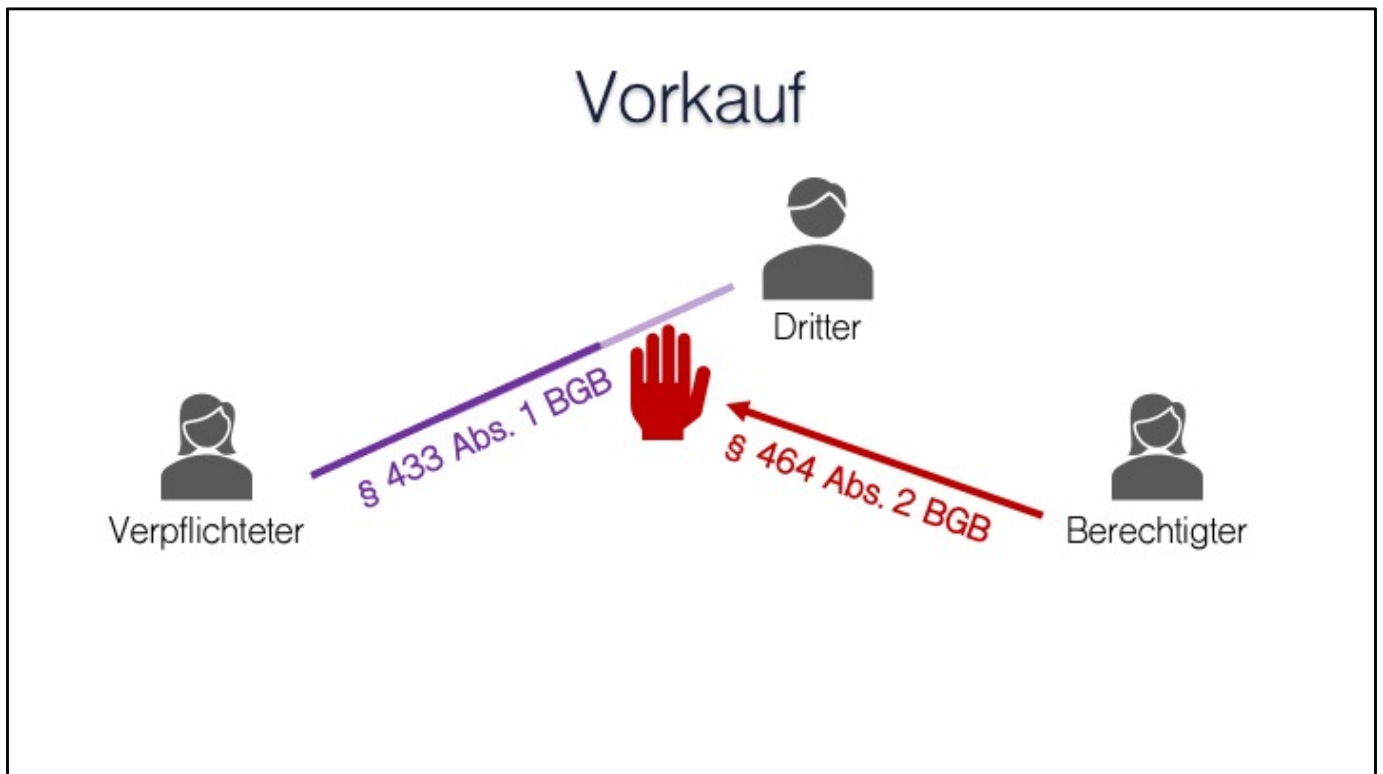 Vorkauf
Dritter
§ 433 Abs. 1 BGB
§ 464 Abs. 2 BGB
Verpflichteter
Berechtigter